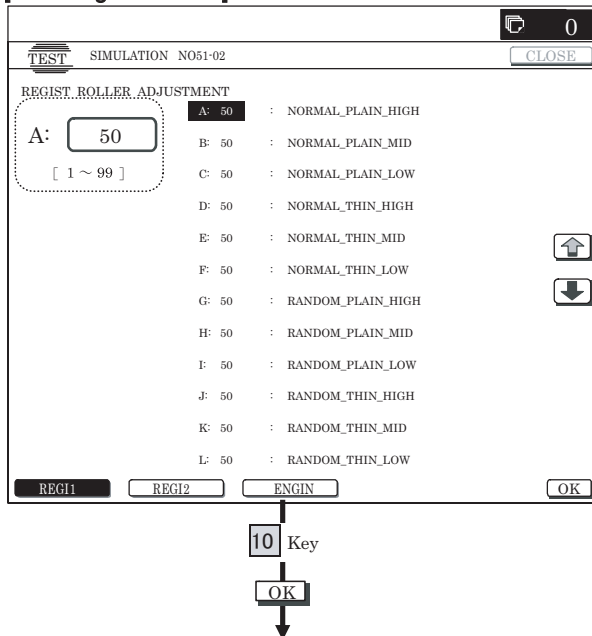 0
TEST SIMULATION NO51-02 CLOSE
REGIST ROLLER ADJUSTMENT
A: 50
[ 1 ~ 99 ]
A: 50 : NORMAL_PLAIN_HIGH
B: 50 : NORMAL_PLAIN_MID
C: 50 : NORMAL_PLAIN_LOW
D: 50 : NORMAL_THIN_HIGH
E: 50 : NORMAL_THIN_MID
F: 50 : NORMAL_THIN_LOW
G: 50 : RANDOM_PLAIN_HIGH
H: 50 : RANDOM_PLAIN_MID
I: 50 : RANDOM_PLAIN_LOW
J: 50 : RANDOM_THIN_HIGH
K: 50 : RANDOM_THIN_MID
L: 50 : RANDOM_THIN_LOW
REGI1 REGI2 ENGIN OK
10 Key
OK